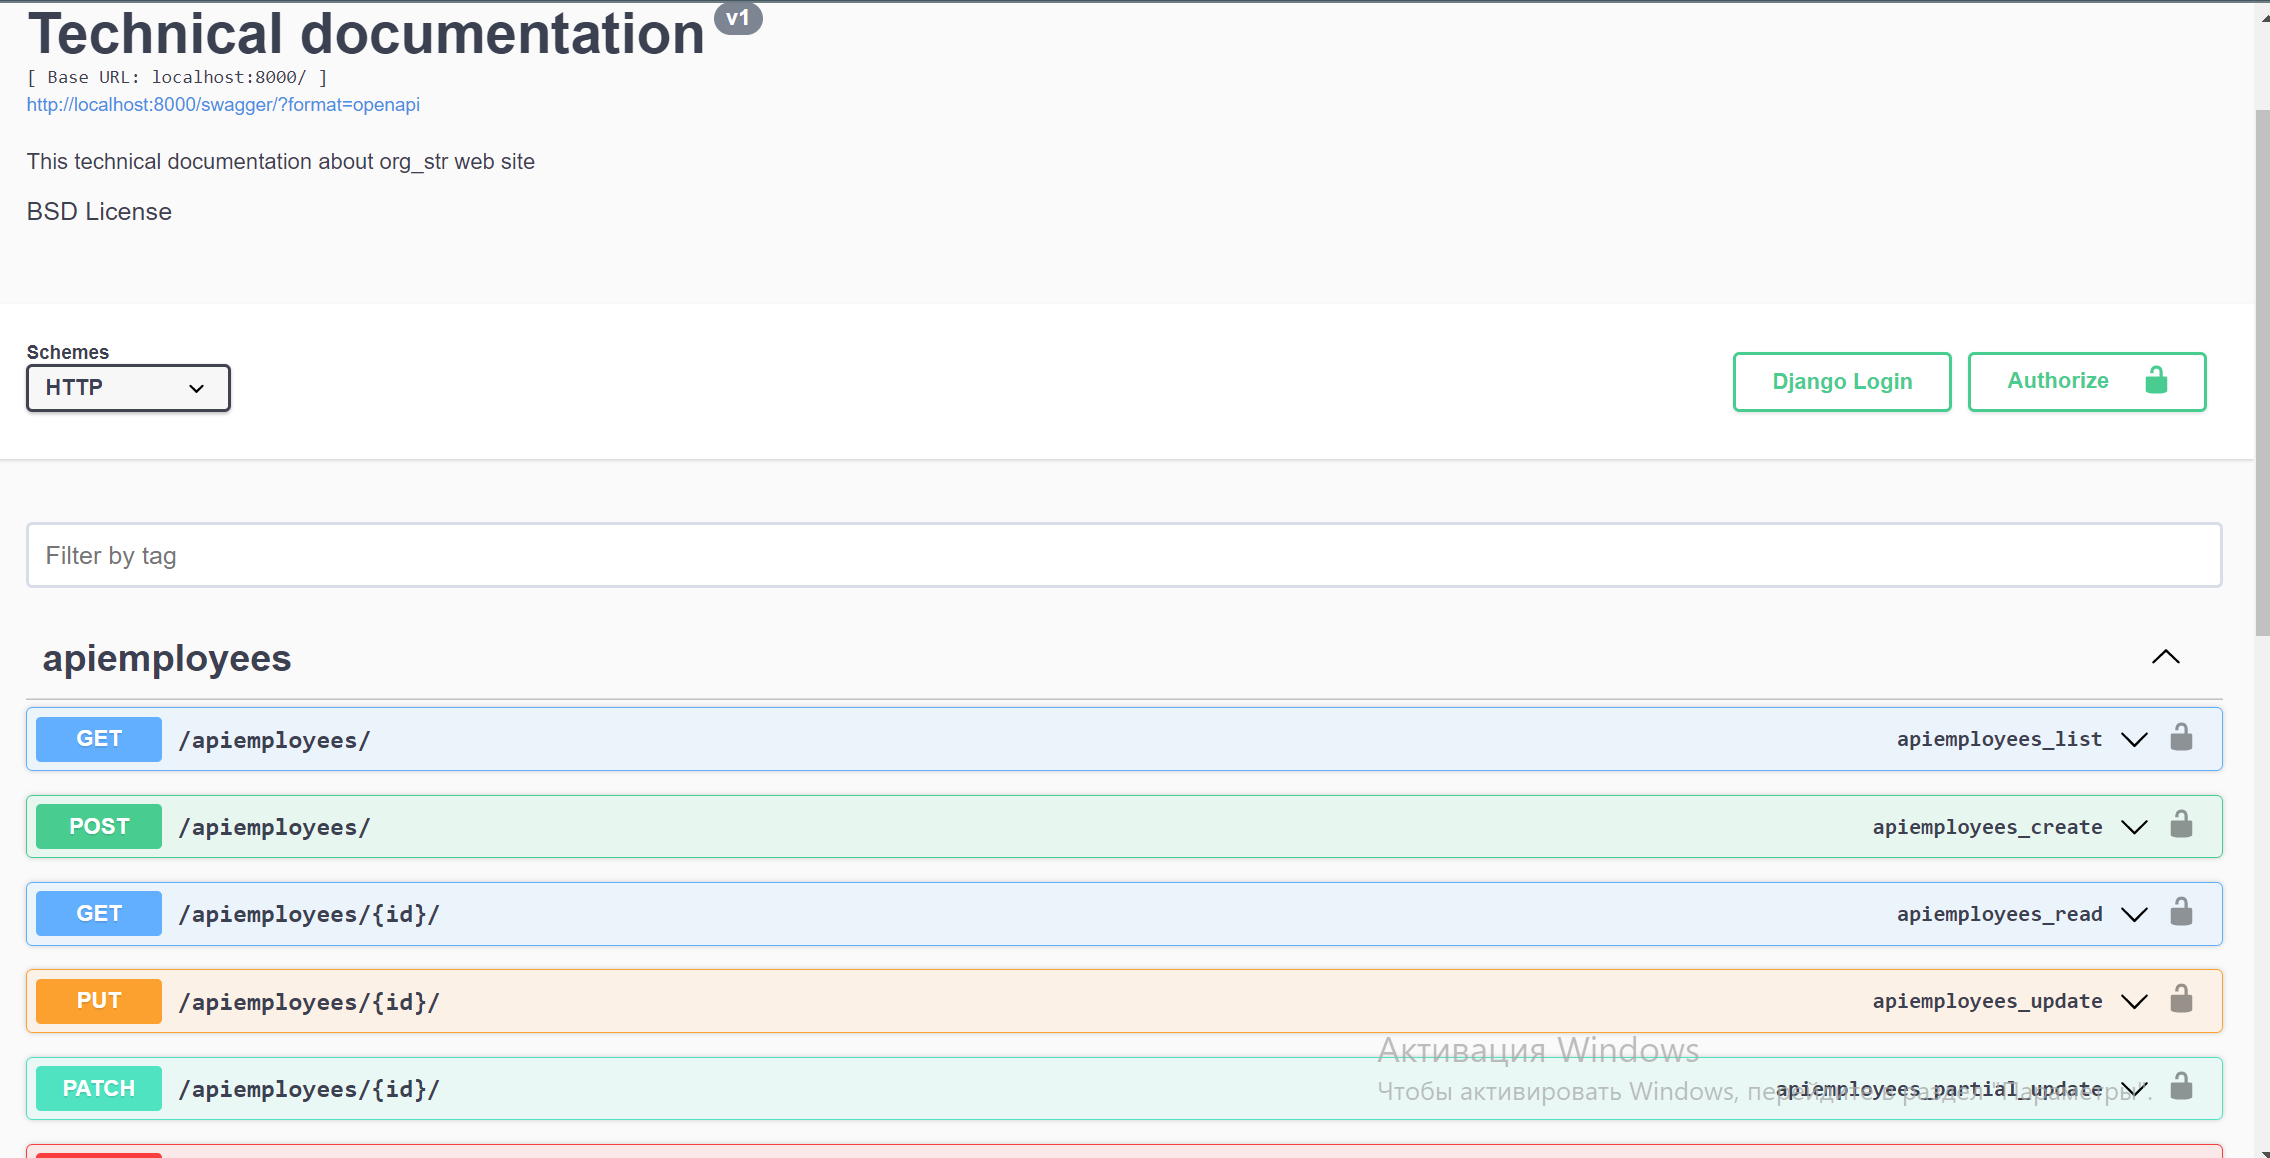 Technical documentation v1
[ Base URL: localhost:8000/ ]
http://localhost:8000/swagger/?format=openapi
This technical documentation about org_str web site
BSD License
Schemes
HTTP
Django Login
Authorize
Filter by tag
apiemployees
GET /apiemployees/ apiemployees_list
POST /apiemployees/ apiemployees_create
GET /apiemployees/{id}/ apiemployees_read
PUT /apiemployees/{id}/ apiemployees_update
Активация Windows
PATCH /apiemployees/{id}/ apiemployees_partial_update
Чтобы активировать Windows, перейдите в раздел "Параметры".